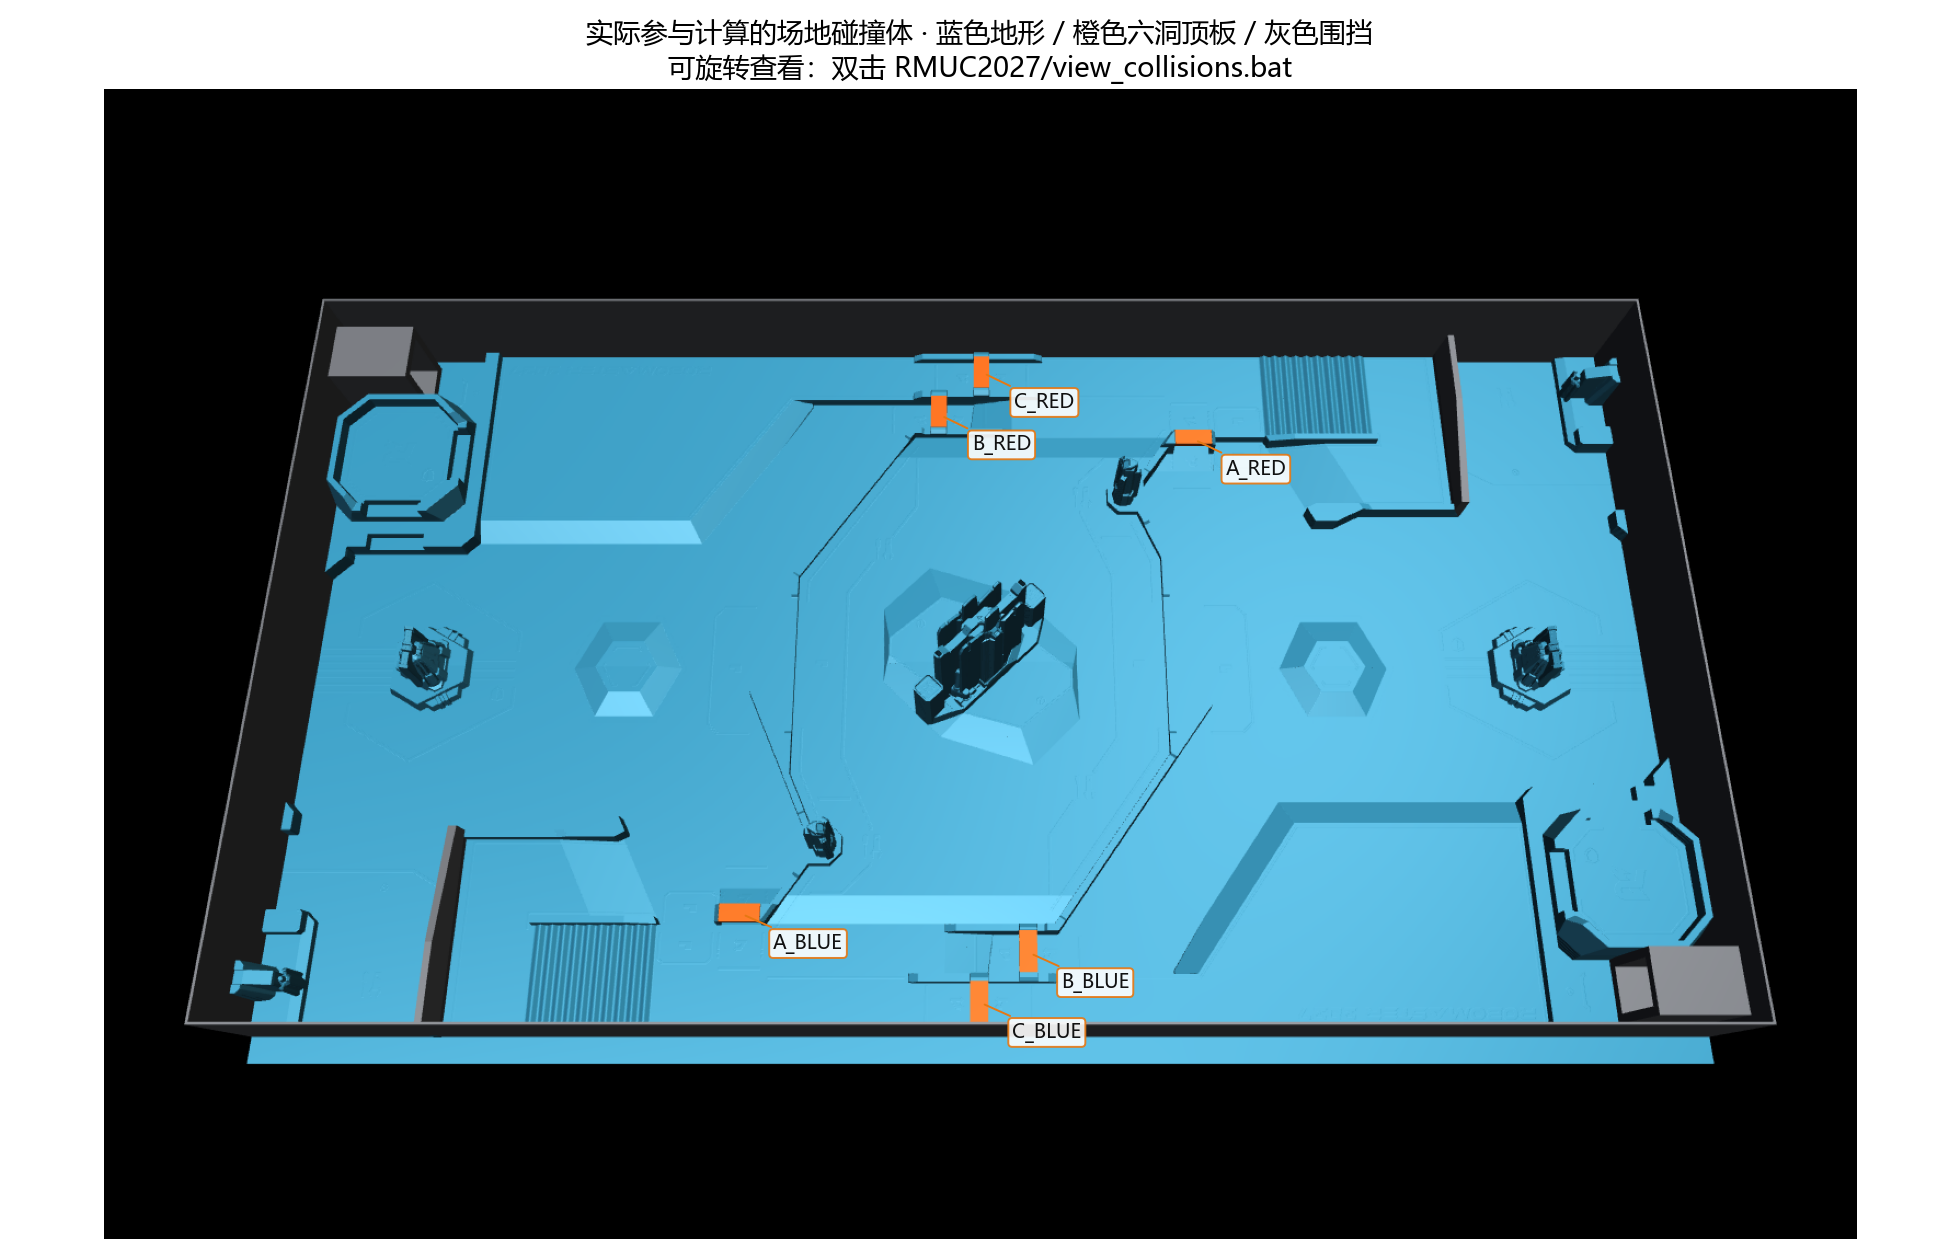 实际参与计算的场地碰撞体 · 蓝色地形 / 橙色六洞顶板 / 灰色围挡
可旋转查看：双击 RMUC2027/view_collisions.bat
C_RED
B_RED
A_RED
A_BLUE
B_BLUE
C_BLUE